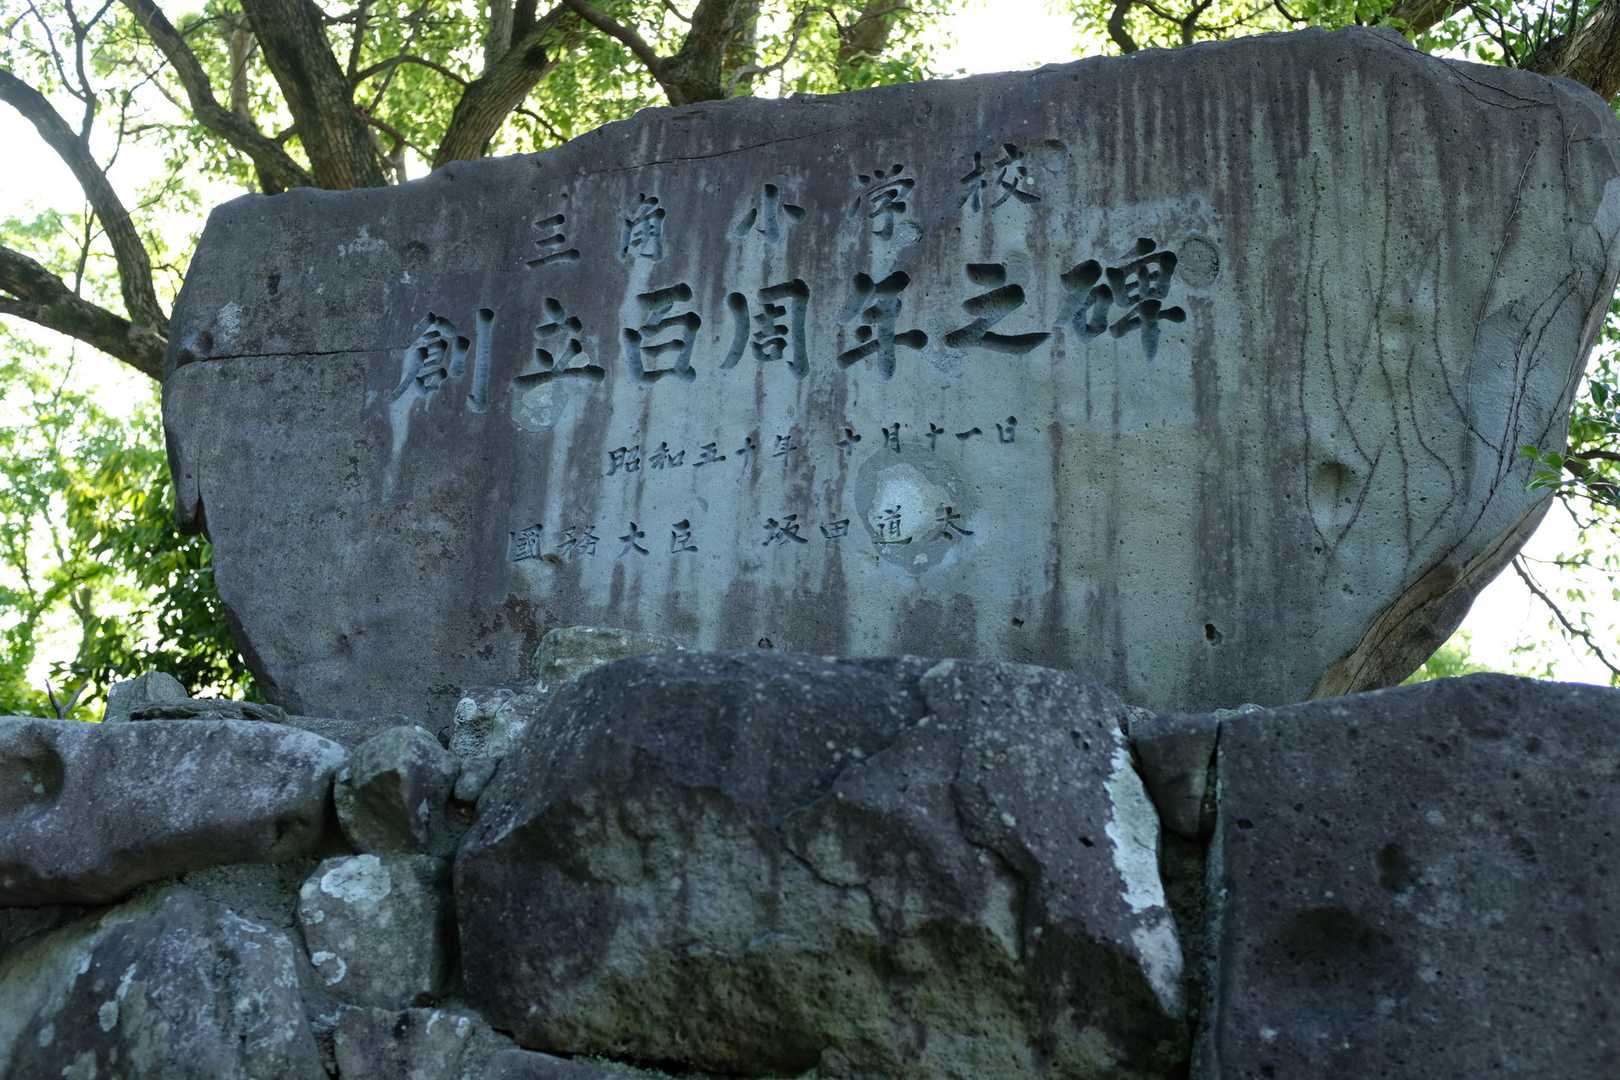 三角小学校
創立百周年之碑
昭和五十年 十月十一日
國務大臣 坂田道太